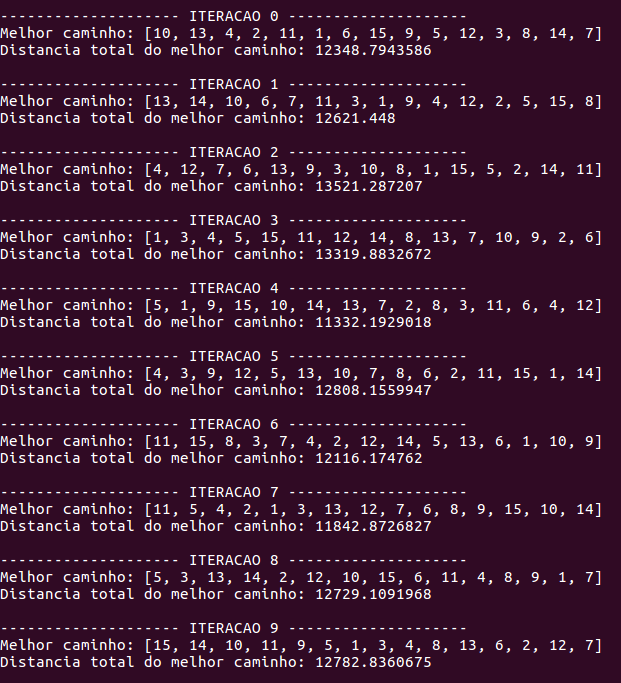 -------------------- ITERACAO 0 --------------------
Melhor caminho: [10, 13, 4, 2, 11, 1, 6, 15, 9, 5, 12, 3, 8, 14, 7]
Distancia total do melhor caminho: 12348.7943586
-------------------- ITERACAO 1 --------------------
Melhor caminho: [13, 14, 10, 6, 7, 11, 3, 1, 9, 4, 12, 2, 5, 15, 8]
Distancia total do melhor caminho: 12621.448
-------------------- ITERACAO 2 --------------------
Melhor caminho: [4, 12, 7, 6, 13, 9, 3, 10, 8, 1, 15, 5, 2, 14, 11]
Distancia total do melhor caminho: 13521.287207
-------------------- ITERACAO 3 --------------------
Melhor caminho: [1, 3, 4, 5, 15, 11, 12, 14, 8, 13, 7, 10, 9, 2, 6]
Distancia total do melhor caminho: 13319.8832672
-------------------- ITERACAO 4 --------------------
Melhor caminho: [5, 1, 9, 15, 10, 14, 13, 7, 2, 8, 3, 11, 6, 4, 12]
Distancia total do melhor caminho: 11332.1929018
-------------------- ITERACAO 5 --------------------
Melhor caminho: [4, 3, 9, 12, 5, 13, 10, 7, 8, 6, 2, 11, 15, 1, 14]
Distancia total do melhor caminho: 12808.1559947
-------------------- ITERACAO 6 --------------------
Melhor caminho: [11, 15, 8, 3, 7, 4, 2, 12, 14, 5, 13, 6, 1, 10, 9]
Distancia total do melhor caminho: 12116.174762
-------------------- ITERACAO 7 --------------------
Melhor caminho: [11, 5, 4, 2, 1, 3, 13, 12, 7, 6, 8, 9, 15, 10, 14]
Distancia total do melhor caminho: 11842.8726827
-------------------- ITERACAO 8 --------------------
Melhor caminho: [5, 3, 13, 14, 2, 12, 10, 15, 6, 11, 4, 8, 9, 1, 7]
Distancia total do melhor caminho: 12729.1091968
-------------------- ITERACAO 9 --------------------
Melhor caminho: [15, 14, 10, 11, 9, 5, 1, 3, 4, 8, 13, 6, 2, 12, 7]
Distancia total do melhor caminho: 12782.8360675